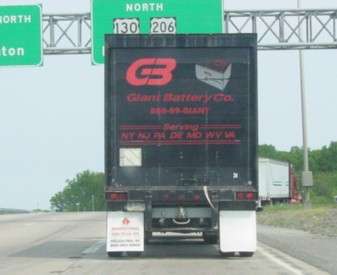 NORTH
nton
NORTH
130 206
GB
Giant Battery Co.
888-99-GIANT
Serving
NY NJ PA DE MD WV VA